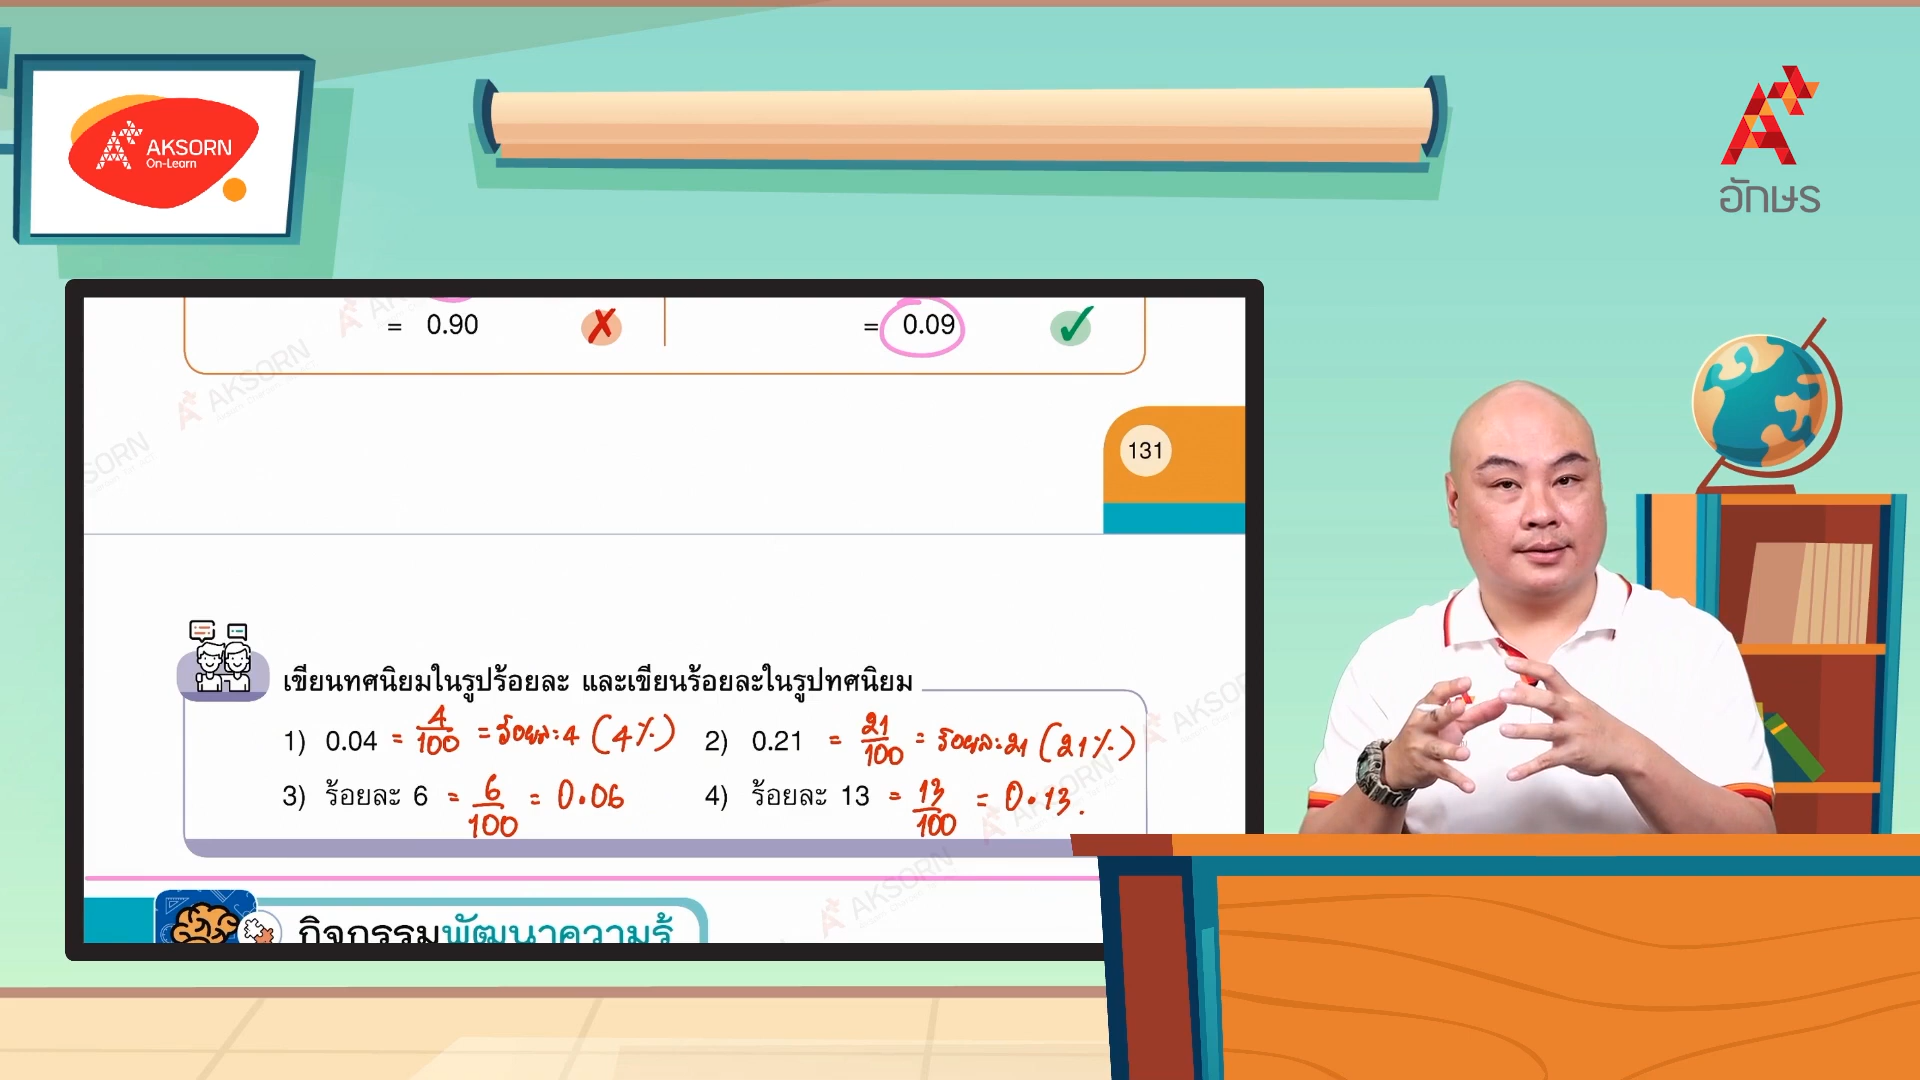 AKSORN
On-Learn
อักษร
= 0.90 ✗ = 0.09 ✓
131
เขียนทศนิยมในรูปร้อยละ และเขียนร้อยละในรูปทศนิยม
1) 0.04 = 4/100 = ร้อยละ 4 (4%) 2) 0.21 = 21/100 = ร้อยละ 21 (21%)
3) ร้อยละ 6 = 6/100 = 0.06 4) ร้อยละ 13 = 13/100 = 0.13.
กิจกรรมพัฒนาความรู้